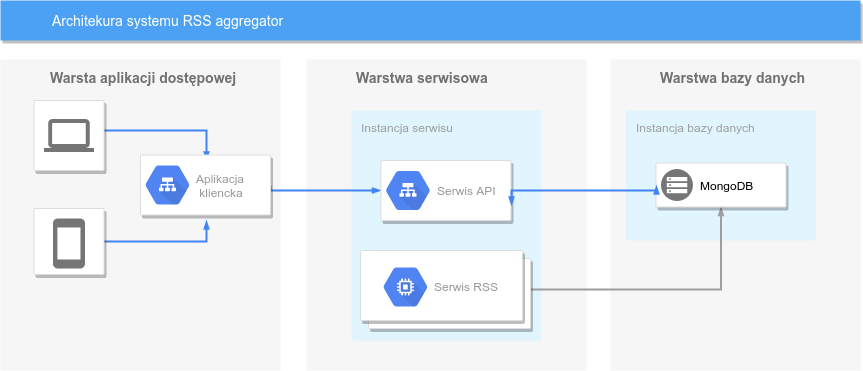 Architekura systemu RSS aggregator
Warsta aplikacji dostępowej
Warstwa serwisowa
Warstwa bazy danych
Instancja serwisu
Instancja bazy danych
Aplikacja
kliencka
Serwis API
MongoDB
Serwis RSS